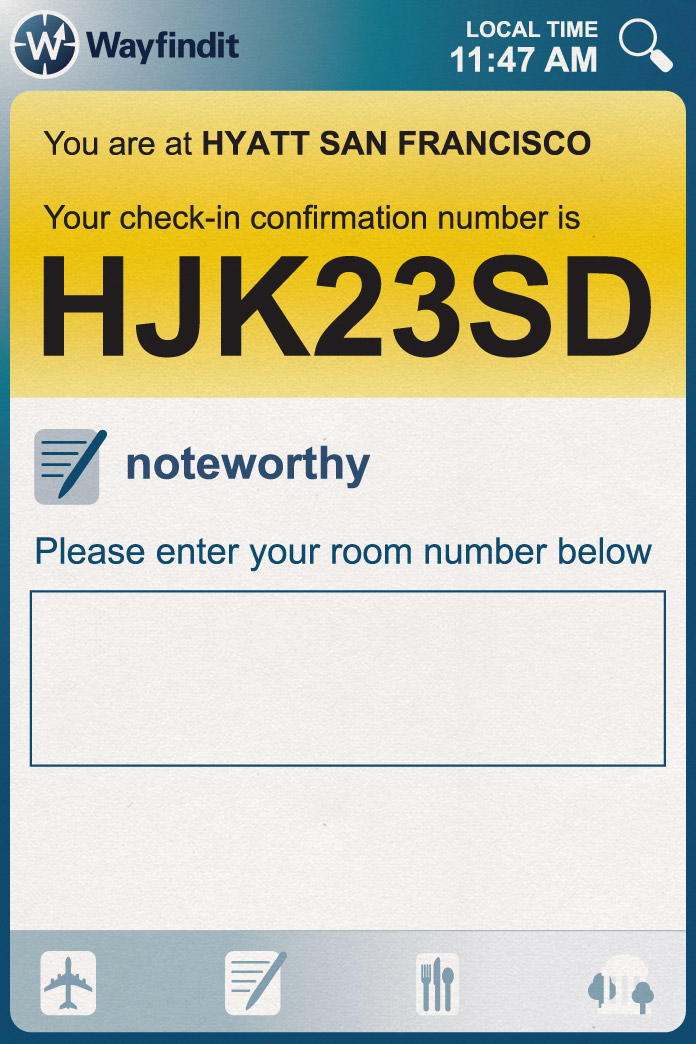 Wayfindit
LOCAL TIME
11:47 AM
You are at HYATT SAN FRANCISCO
Your check-in confirmation number is
HJK23SD
noteworthy
Please enter your room number below